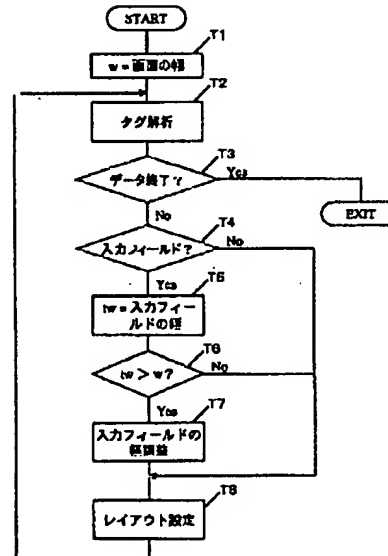 START
T1
w=画面の幅
T2
タグ解析
T3
データ終了?
Yes
EXIT
No
T4
入力フィールド?
No
Yes
T5
tw=入力フィー
ルドの幅
T6
tw>w?
No
Yes
T7
入力フィールドの
幅調整
T8
レイアウト設定